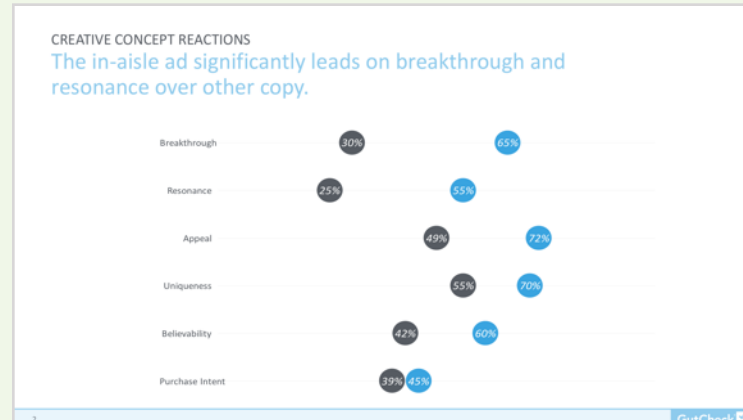 CREATIVE CONCEPT REACTIONS
The in-aisle ad significantly leads on breakthrough and
resonance over other copy.
Breakthrough 30% 65%
Resonance 25% 55%
Appeal 49% 72%
Uniqueness 55% 70%
Believability 42% 60%
Purchase Intent 39% 45%
GutCheck